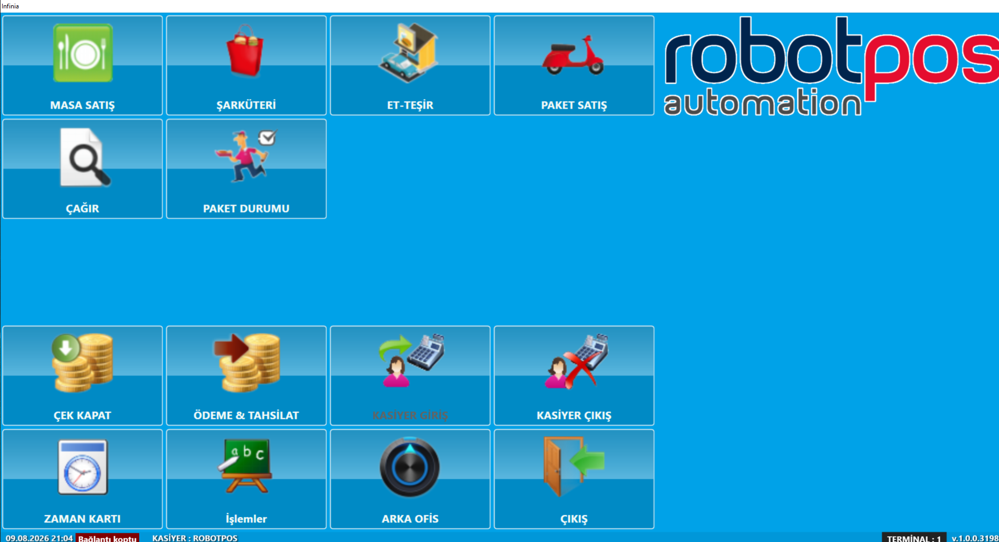 Infinia
MASA SATIŞ
ŞARKÜTERİ
ET-TEŞİR
PAKET SATIŞ
robotpos
automation
ÇAĞIR
PAKET DURUMU
ÇEK KAPAT
ÖDEME & TAHSİLAT
KASİYER GİRİŞ
KASİYER ÇIKIŞ
a b c
ZAMAN KARTI
İşlemler
ARKA OFİS
ÇIKIŞ
09.08.2026 21:04 Bağlantı koptu KASİYER : ROBOTPOS TERMİNAL : 1 v.1.0.0.3198